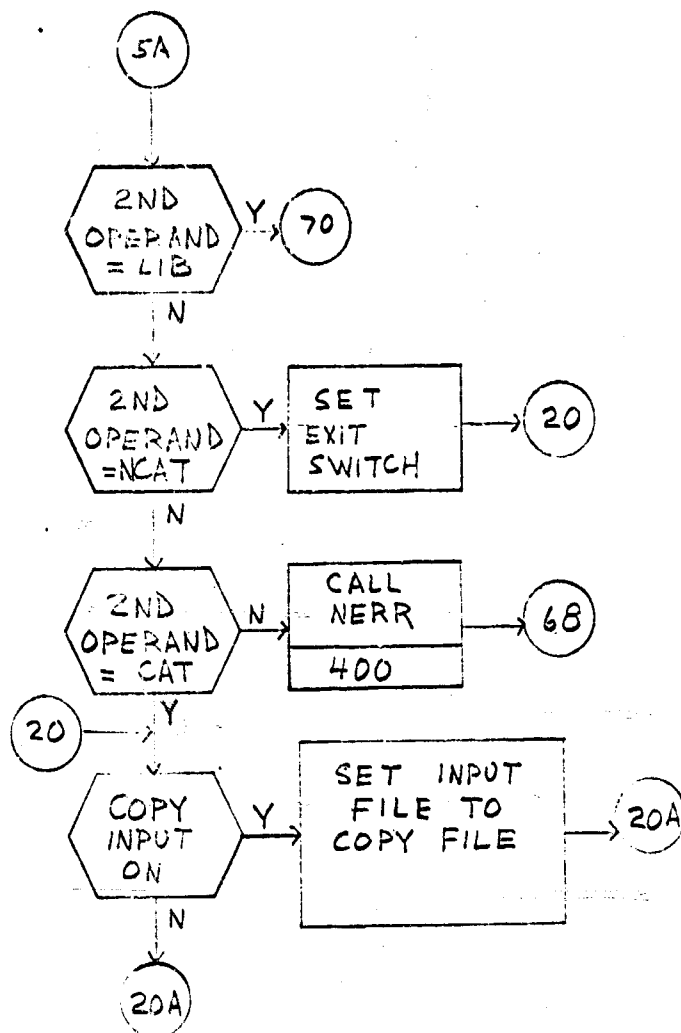 5A
2ND
OPERAND
= LIB
Y
70
N
2ND
OPERAND
=NCAT
Y
SET
EXIT
SWITCH
20
N
2ND
OPERAND
= CAT
N
CALL
NERR
400
68
Y
20
COPY
INPUT
ON
Y
SET INPUT
FILE TO
COPY FILE
20A
N
20A